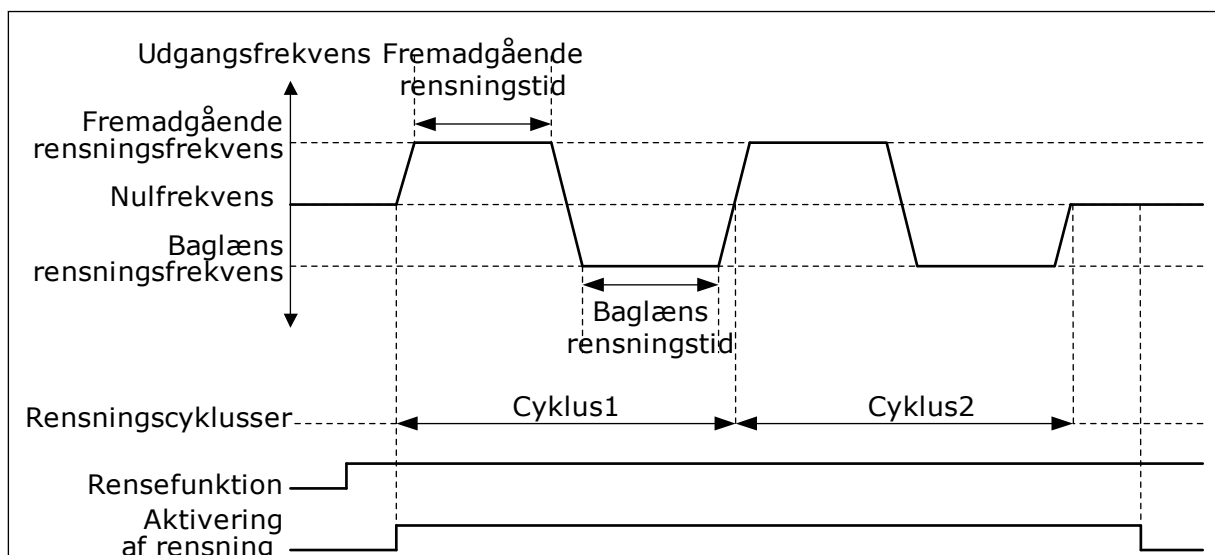 Udgangsfrekvens
Fremadgående
rensningstid
Fremadgående
rensningsfrekvens
Nulfrekvens
Baglæns
rensningsfrekvens
Baglæns
rensningstid
Rensningscyklusser
Cyklus1
Cyklus2
Rensefunktion
Aktivering
af rensning